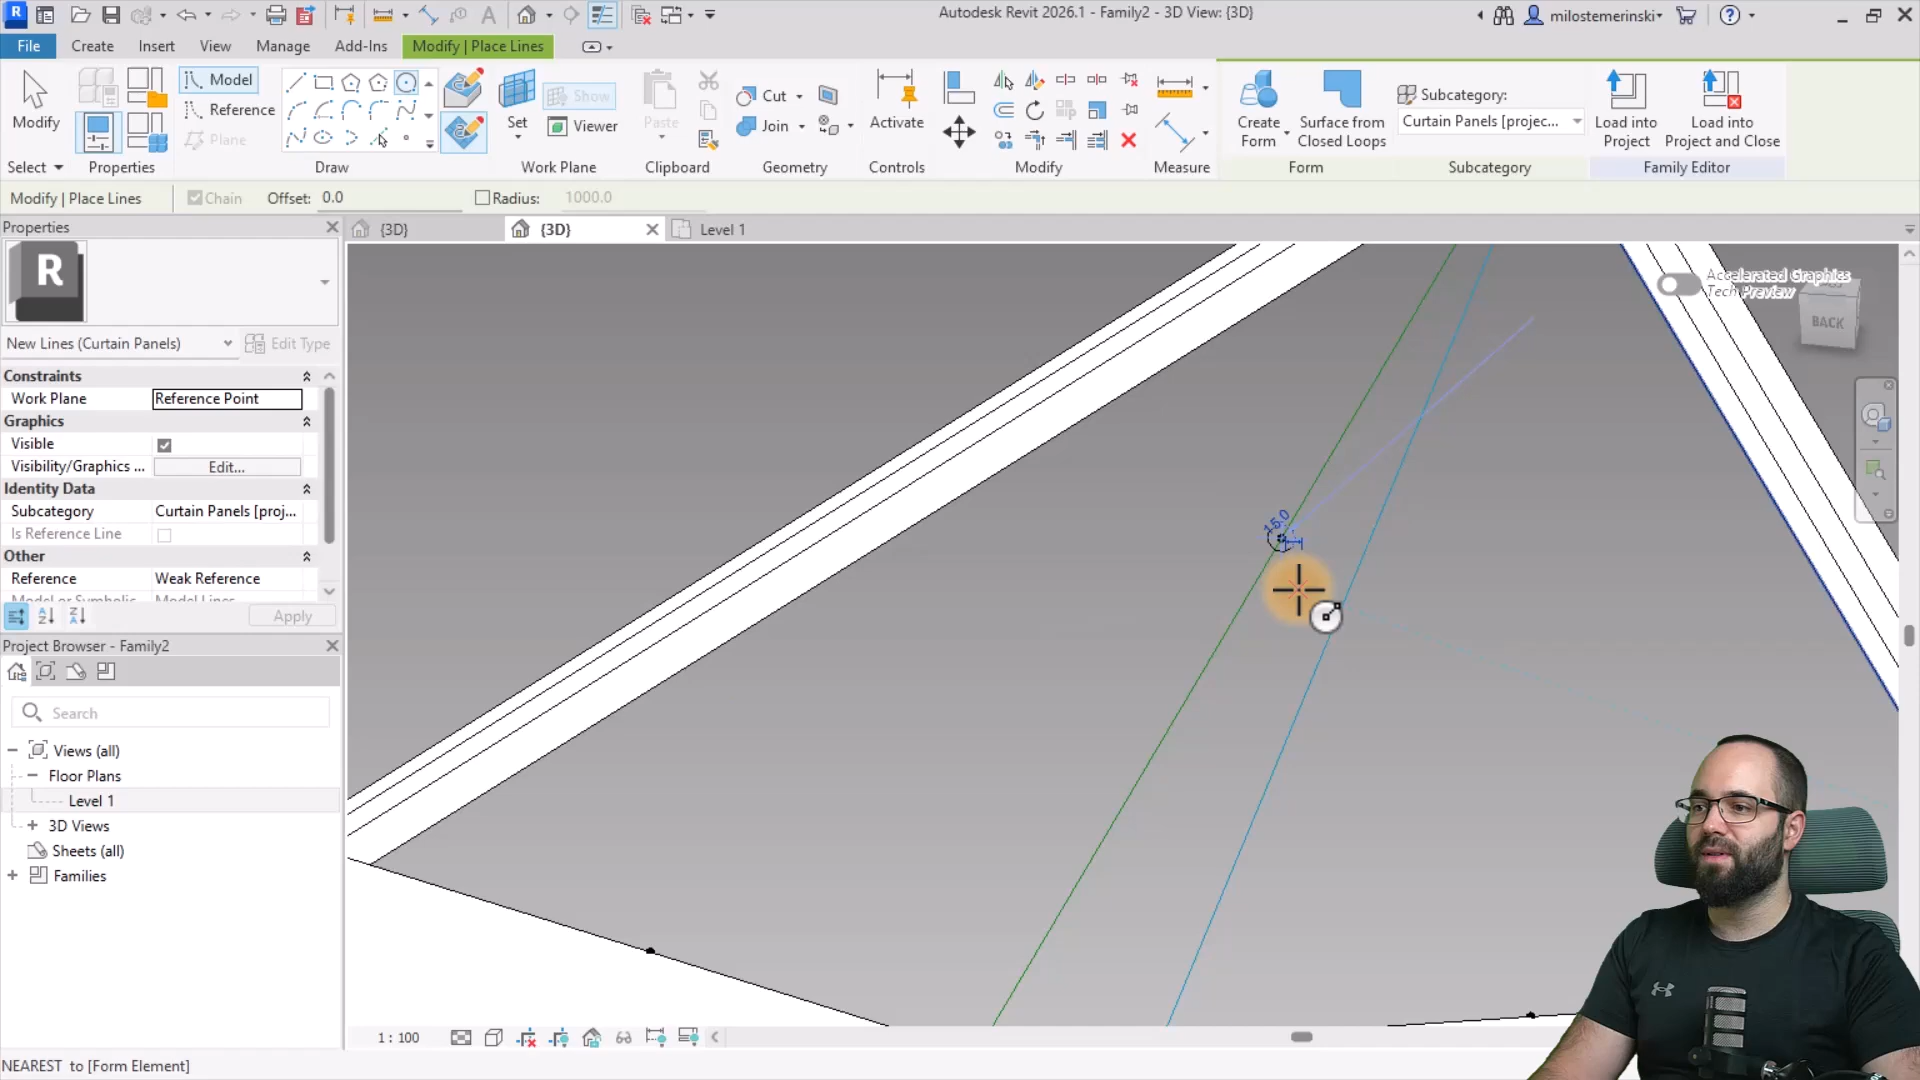 R
Autodesk Revit 2026.1 - Family2 - 3D View: {3D}
milostemerinski
File
Create
Insert
View
Manage
Add-Ins
Modify | Place Lines
Modify
Model
Reference
Plane
Set
Show
Viewer
Paste
Cut
Join
Activate
Create
Form
Surface from
Closed Loops
Subcategory:
Curtain Panels [projec...
Load into
Project
Load into
Project and Close
Select
Properties
Draw
Work Plane
Clipboard
Geometry
Controls
Modify
Measure
Form
Subcategory
Family Editor
Modify | Place Lines
Chain
Offset:
0.0
Radius:
1000.0
Properties
{3D}
{3D}
Level 1
R
New Lines (Curtain Panels)
Edit Type
Constraints
Work Plane
Reference Point
Graphics
Visible
Visibility/Graphics ...
Edit...
Identity Data
Subcategory
Curtain Panels [proj...
Is Reference Line
Other
Reference
Weak Reference
Model or Symbolic
Model Lines
Apply
Project Browser - Family2
Search
Views (all)
Floor Plans
Level 1
3D Views
Sheets (all)
Families
Accelerated Graphics
Tech Preview
BACK
15.0
1 : 100
NEAREST to [Form Element]